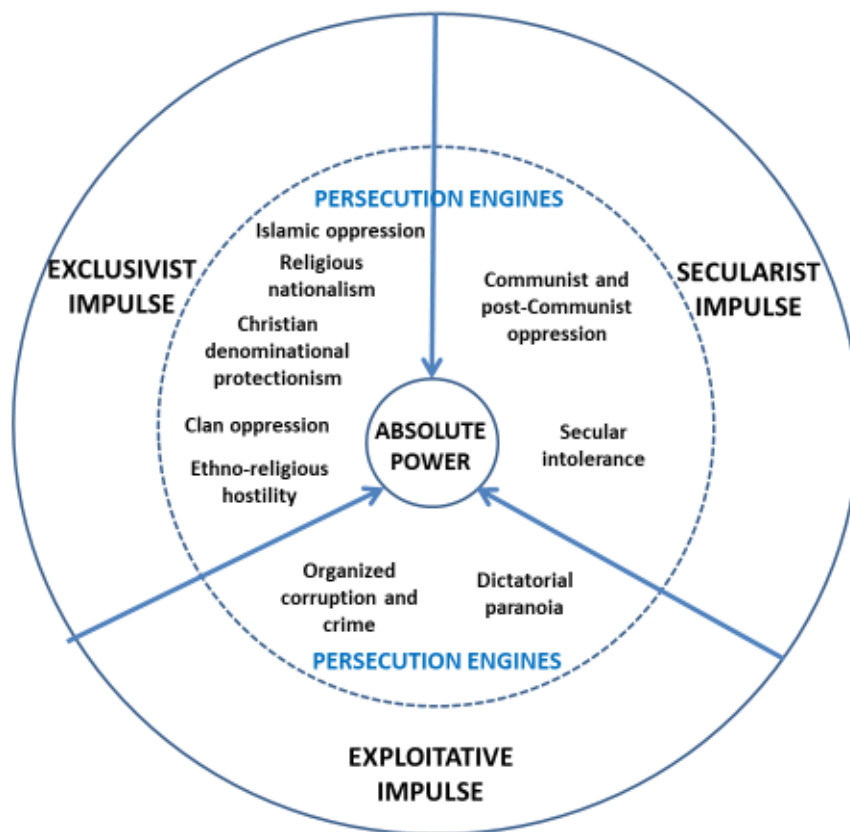 PERSECUTION ENGINES
Islamic oppression
Religious
nationalism
Christian
denominational
protectionism
Clan oppression
Ethno-religious
hostility
EXCLUSIVIST
IMPULSE
Communist and
post-Communist
oppression
Secular
intolerance
SECULARIST
IMPULSE
ABSOLUTE
POWER
Organized
corruption and
crime
Dictatorial
paranoia
PERSECUTION ENGINES
EXPLOITATIVE
IMPULSE